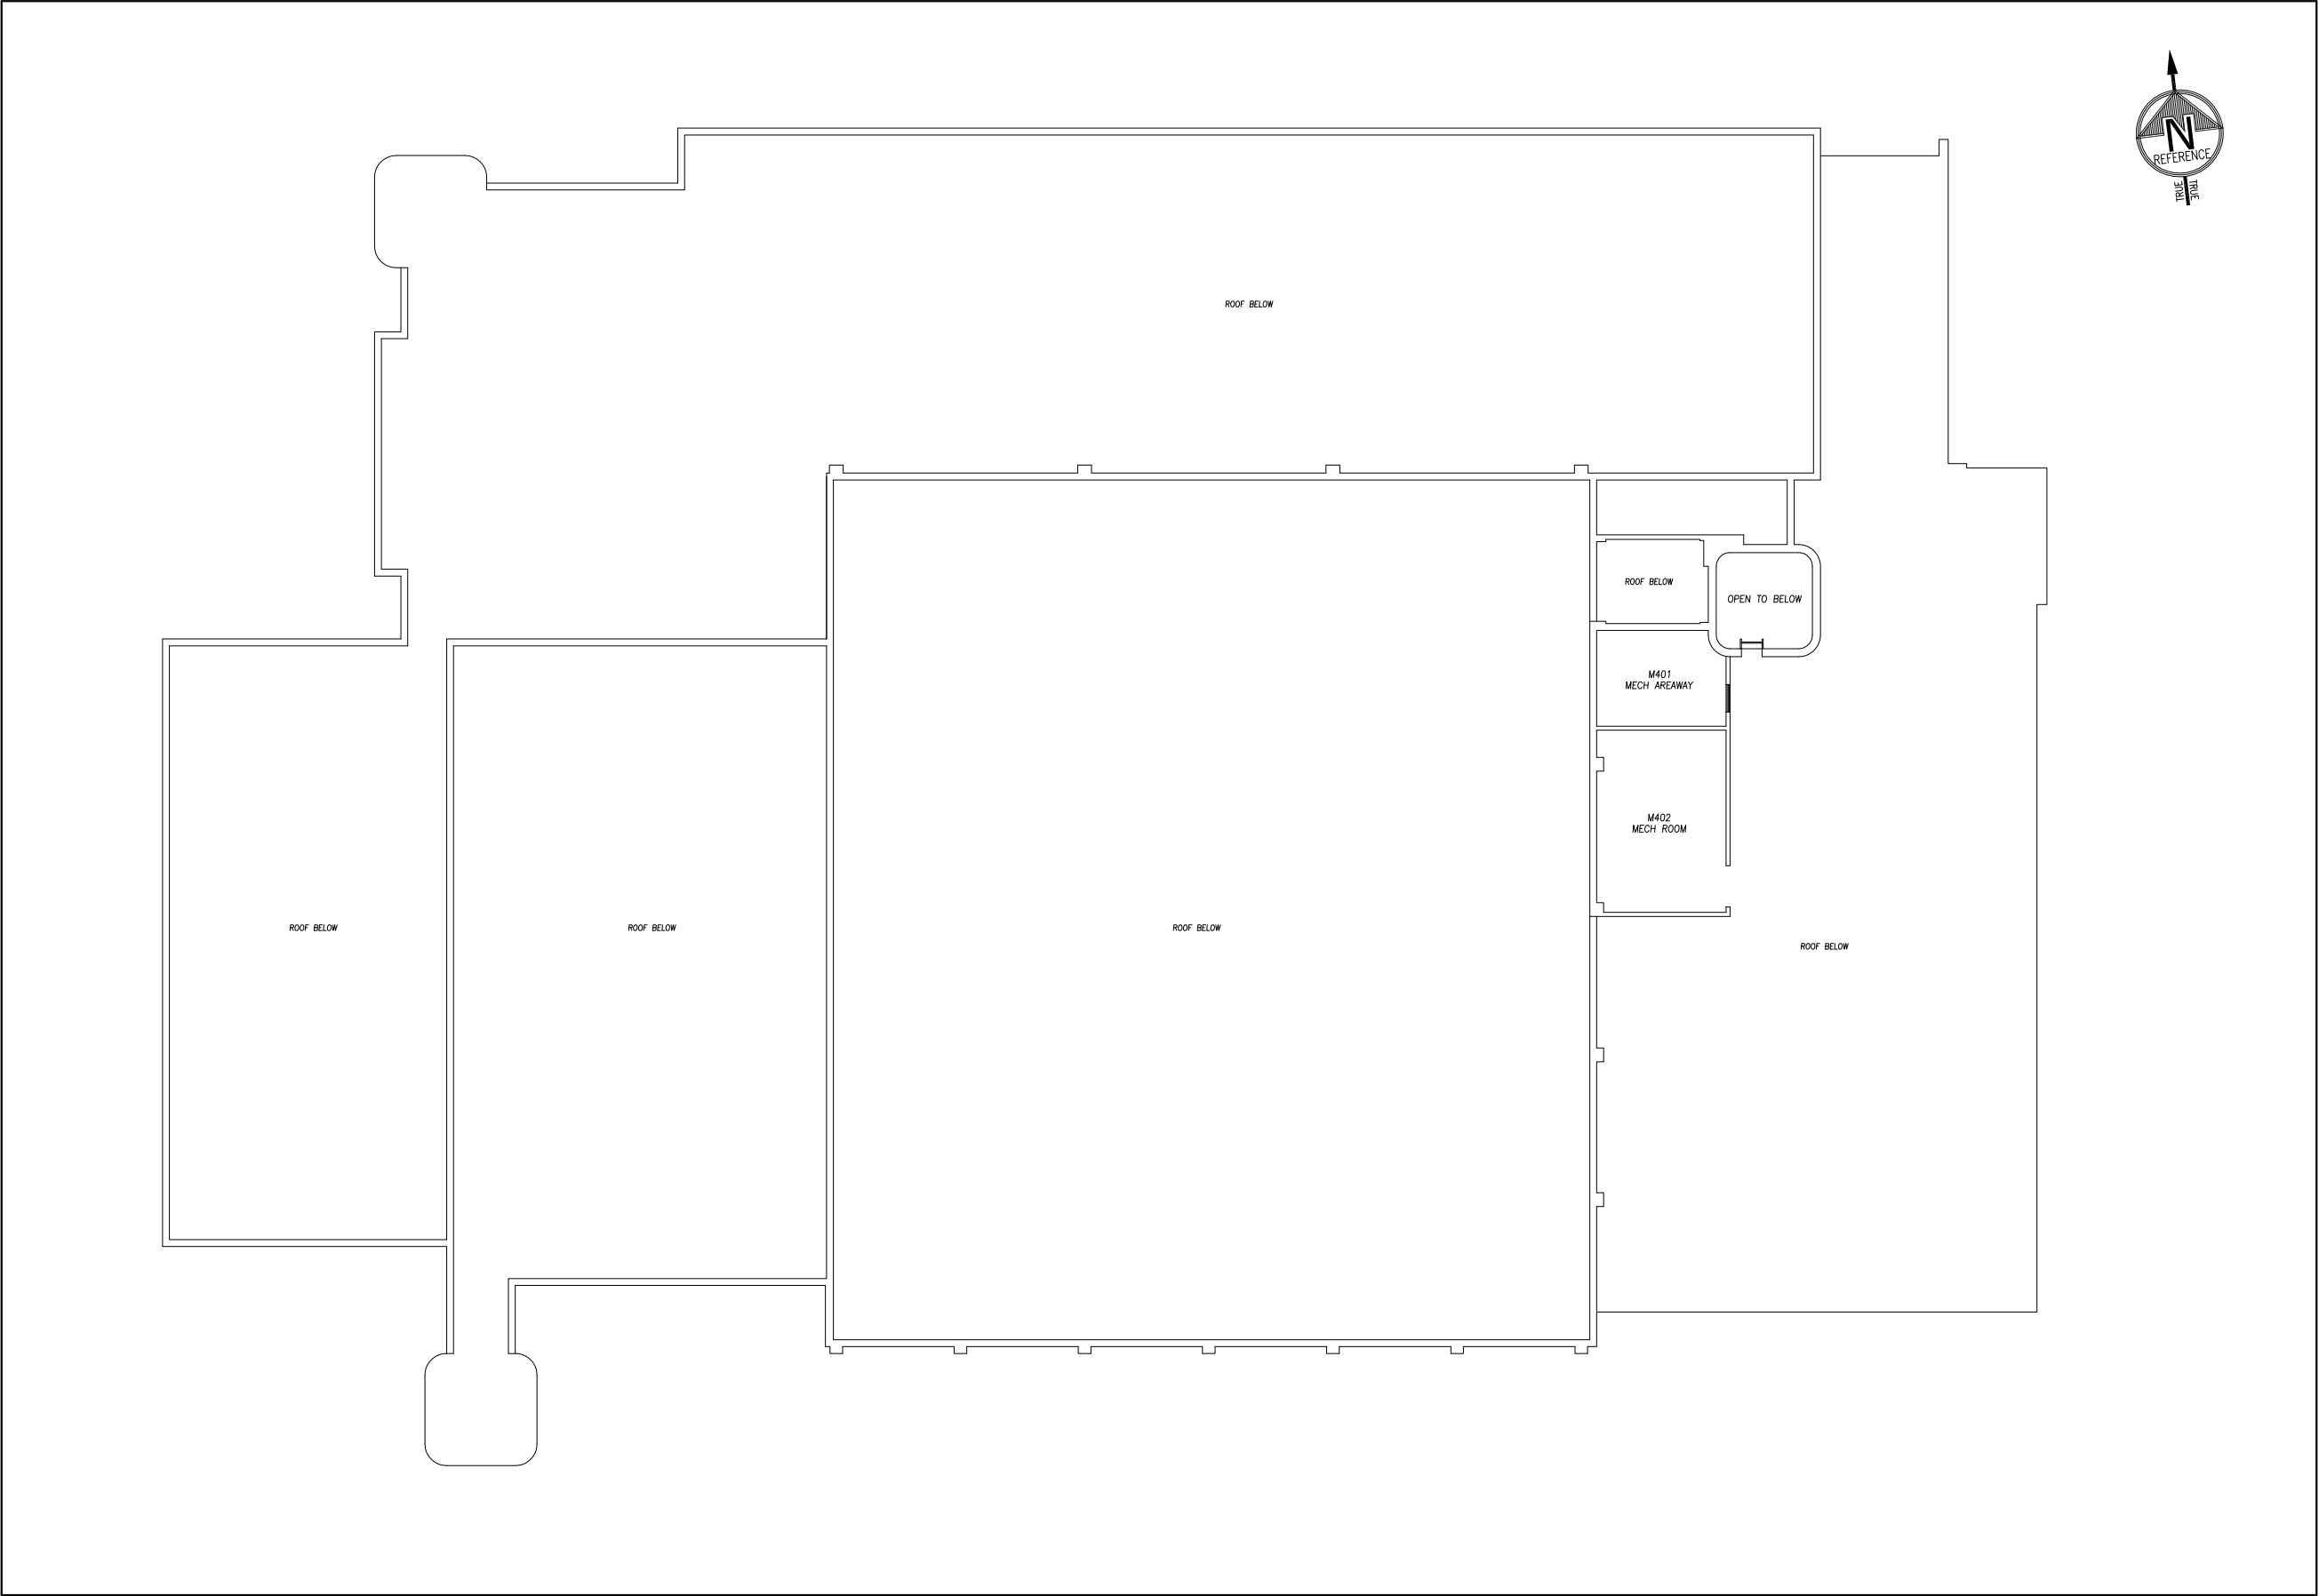 N
REFERENCE
TRUE
TRUE
ROOF BELOW
ROOF BELOW
OPEN TO BELOW
M401
MECH AREAWAY
M402
MECH ROOM
ROOF BELOW
ROOF BELOW
ROOF BELOW
ROOF BELOW